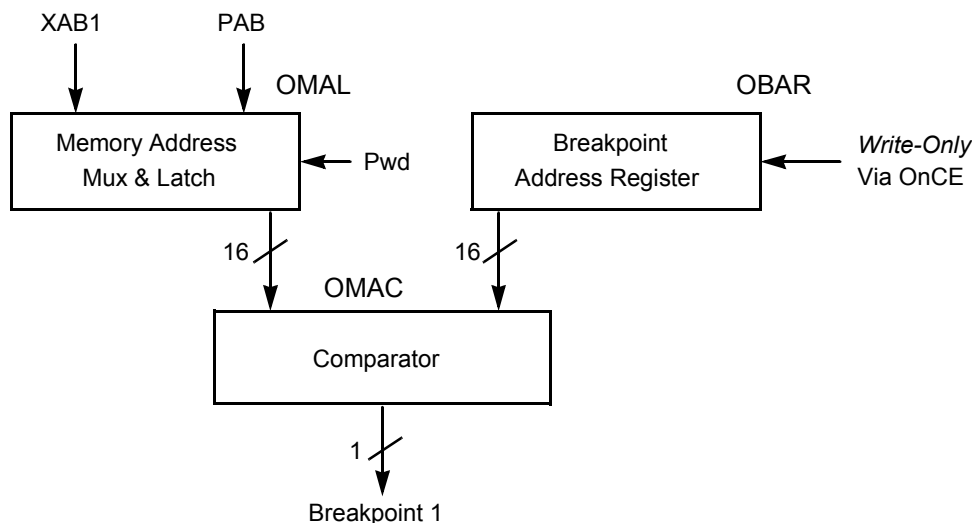 XAB1
PAB
OMAL
OBAR
Memory Address
Mux & Latch
Pwd
Breakpoint
Address Register
Write-Only
Via OnCE
16
16
OMAC
Comparator
1
Breakpoint 1